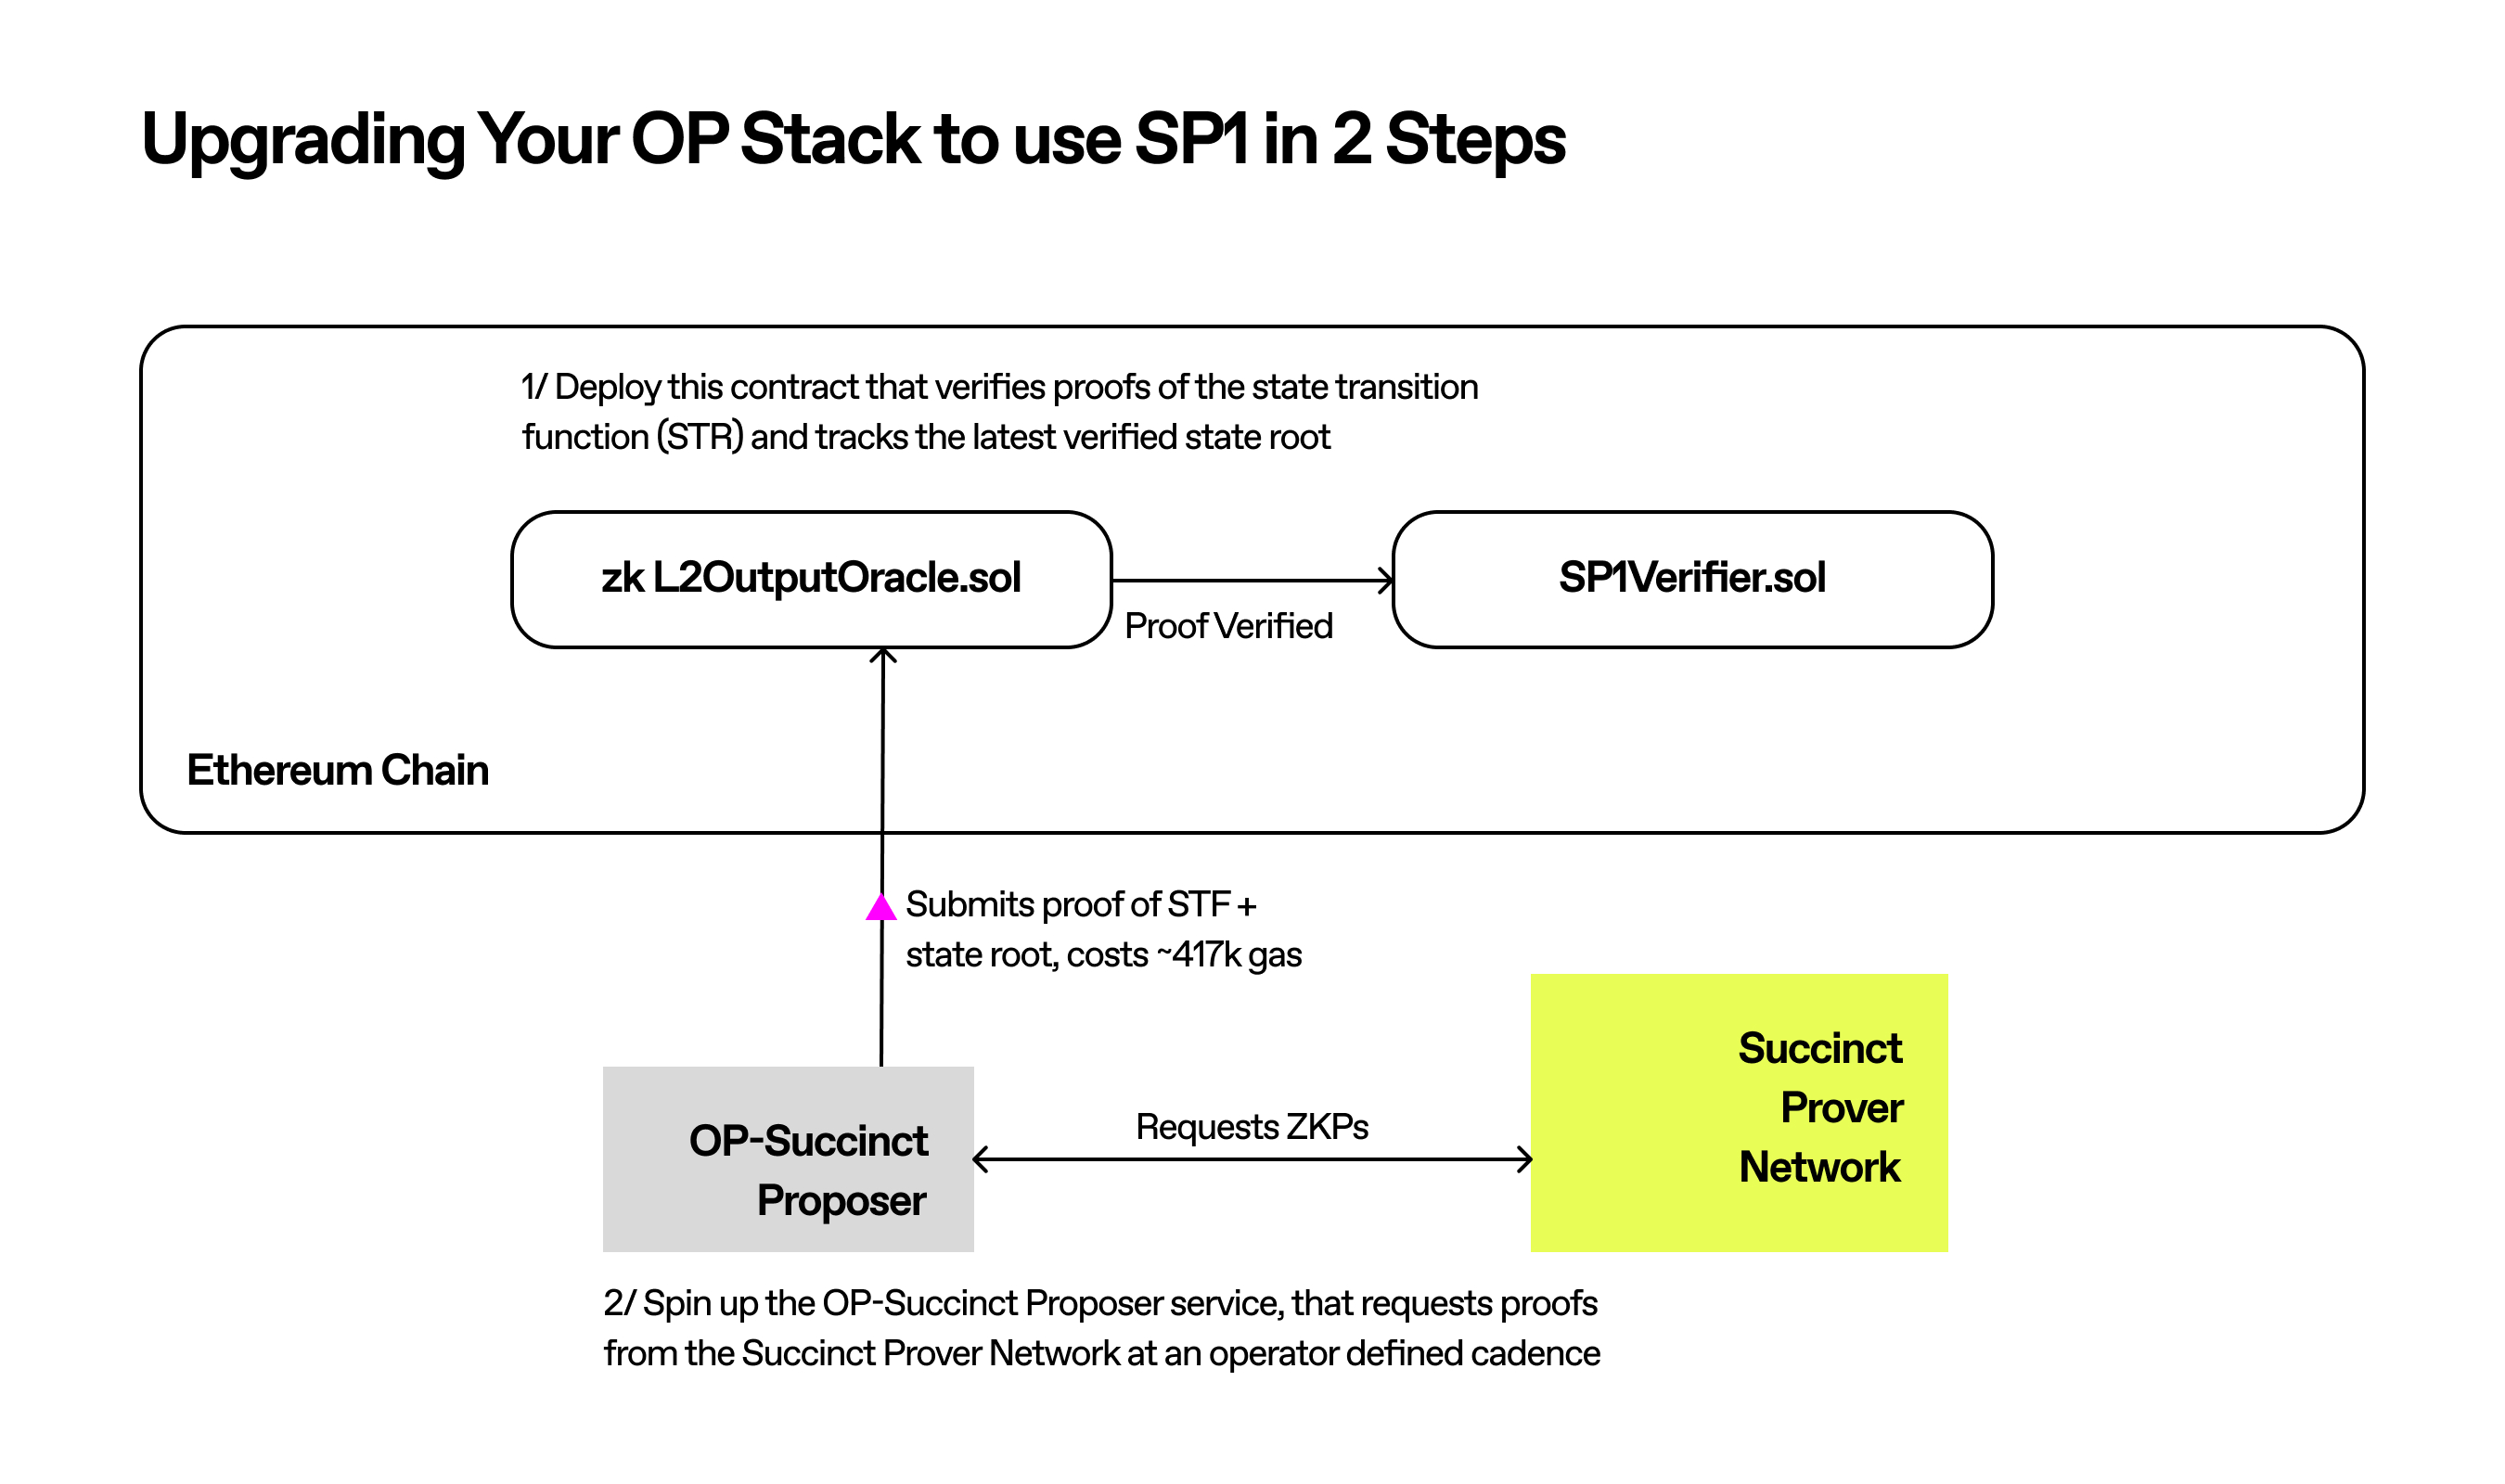 Upgrading Your OP Stack to use SP1 in 2 Steps
1/ Deploy this contract that verifies proofs of the state transition
function (STR) and tracks the latest verified state root
zk L2OutputOracle.sol
Proof Verified
SP1Verifier.sol
Ethereum Chain
Submits proof of STF +
state root, costs ~417k gas
OP-Succinct
Proposer
Requests ZKPs
Succinct
Prover
Network
2/ Spin up the OP-Succinct Proposer service, that requests proofs
from the Succinct Prover Network at an operator defined cadence